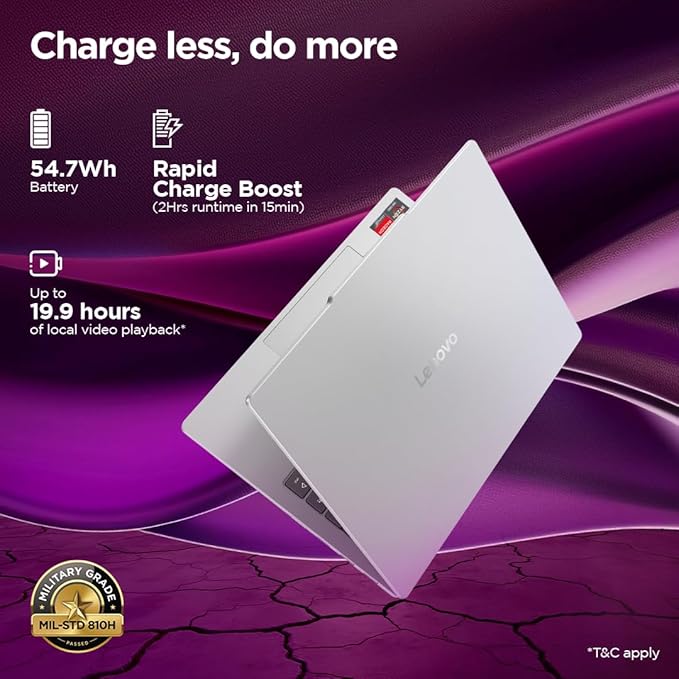 Charge less, do more
54.7Wh
Battery
Rapid
Charge Boost
(2Hrs runtime in 15min)
Up to
19.9 hours
of local video playback*
Lenovo
MILITARY GRADE
MIL-STD 810H
PASSED
*T&C apply